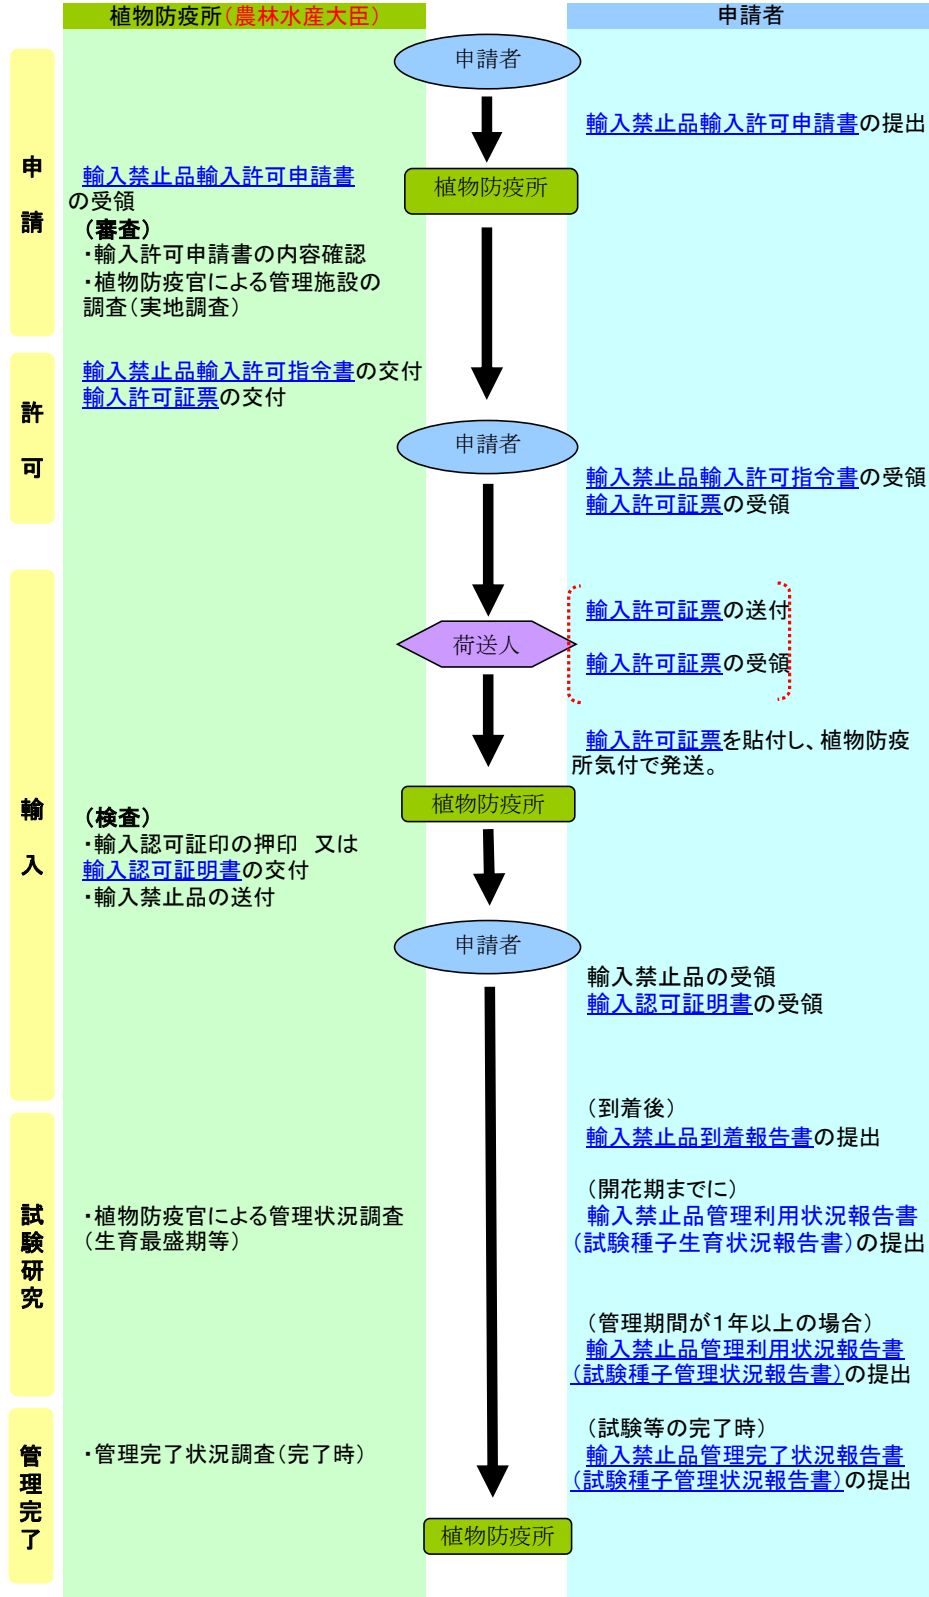 植物防疫所（農林水産大臣）
申請者
申請者
輸入禁止品輸入許可申請書の提出
申請
植物防疫所
輸入禁止品輸入許可申請書
の受領
（審査）
・輸入許可申請書の内容確認
・植物防疫官による管理施設の
調査（実地調査）
許可
輸入禁止品輸入許可指令書の交付
輸入許可証票の交付
申請者
輸入禁止品輸入許可指令書の受領
輸入許可証票の受領
輸入
輸入許可証票の送付
荷送人
輸入許可証票の受領
輸入許可証票を貼付し、植物防疫
所気付で発送。
植物防疫所
（検査）
・輸入認可証印の押印　又は
輸入認可証明書の交付
・輸入禁止品の送付
申請者
輸入禁止品の受領
輸入認可証明書の受領
試験研究
（到着後）
輸入禁止品到着報告書の提出
（開花期までに）
輸入禁止品管理利用状況報告書
（試験種子生育状況報告書）の提出
・植物防疫官による管理状況調査
（生育最盛期等）
（管理期間が１年以上の場合）
輸入禁止品管理利用状況報告書
（試験種子管理状況報告書）の提出
管理完了
（試験等の完了時）
輸入禁止品管理完了状況報告書
（試験種子管理状況報告書）の提出
・管理完了状況調査（完了時）
植物防疫所